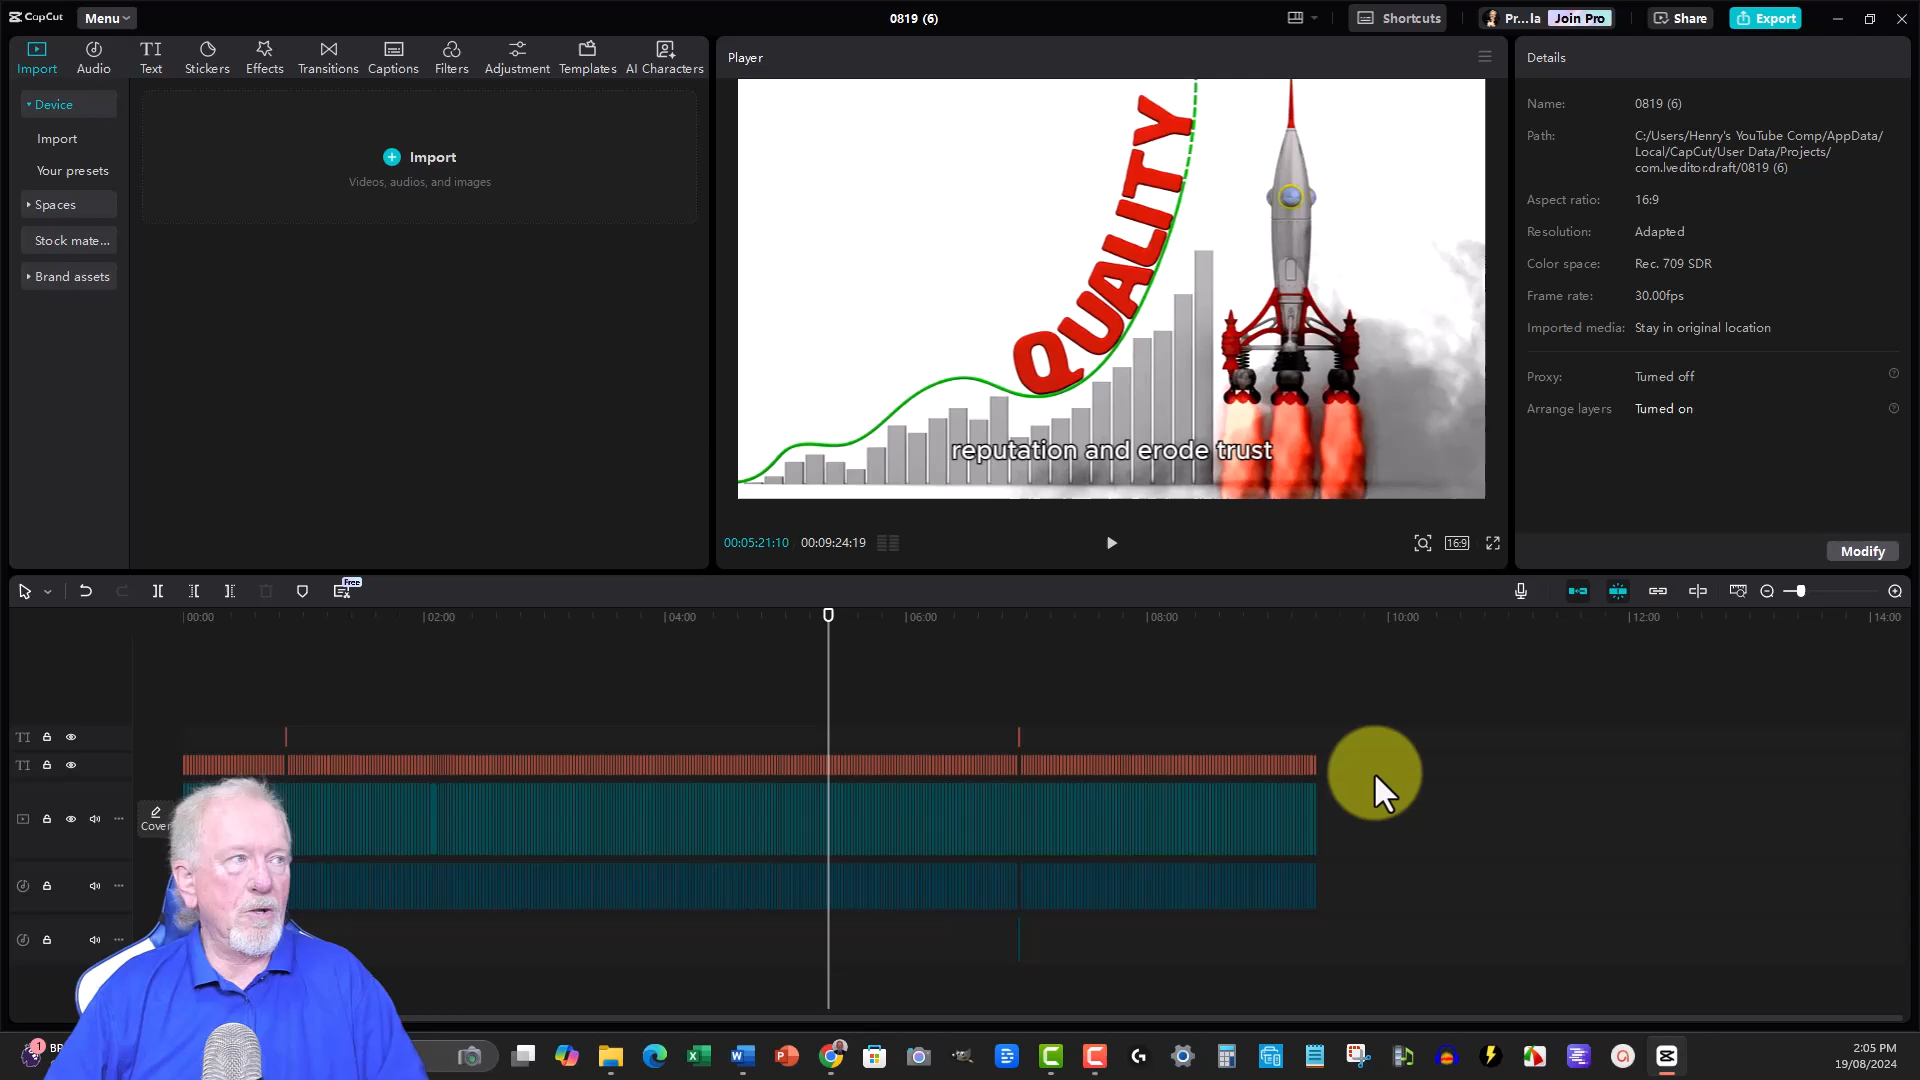 CapCut
Menu
0819 (6)
Shortcuts
Pr...la
Join Pro
Share
Export
Import
Audio
TI
Text
Stickers
Effects
Transitions
Captions
Filters
Adjustment
Templates
AI Characters
Player
Details
Device
Import
Your presets
Spaces
Stock mate...
Brand assets
Import
Videos, audios, and images
QUALITY
reputation and erode trust
00:05:21:10
00:09:24:19
16:9
Name: 0819 (6)
Path: C:/Users/Henry's YouTube Comp/AppData/
Local/CapCut/User Data/Projects/
com.lveditor.draft/0819 (6)
Aspect ratio: 16:9
Resolution: Adapted
Color space: Rec. 709 SDR
Frame rate: 30.00fps
Imported media: Stay in original location
Proxy: Turned off
Arrange layers Turned on
Modify
Free
00:00
02:00
04:00
06:00
08:00
10:00
12:00
14:00
TI
TI
Cover
1
2:05 PM
19/08/2024